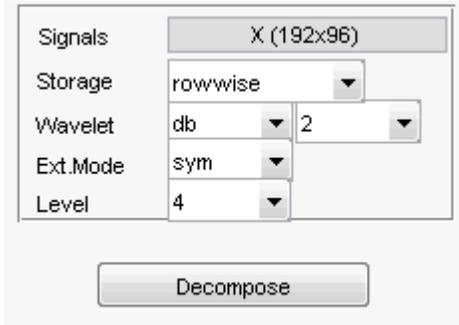 Signals X (192x96)
Storage rowwise
Wavelet db 2
Ext.Mode sym
Level 4
Decompose